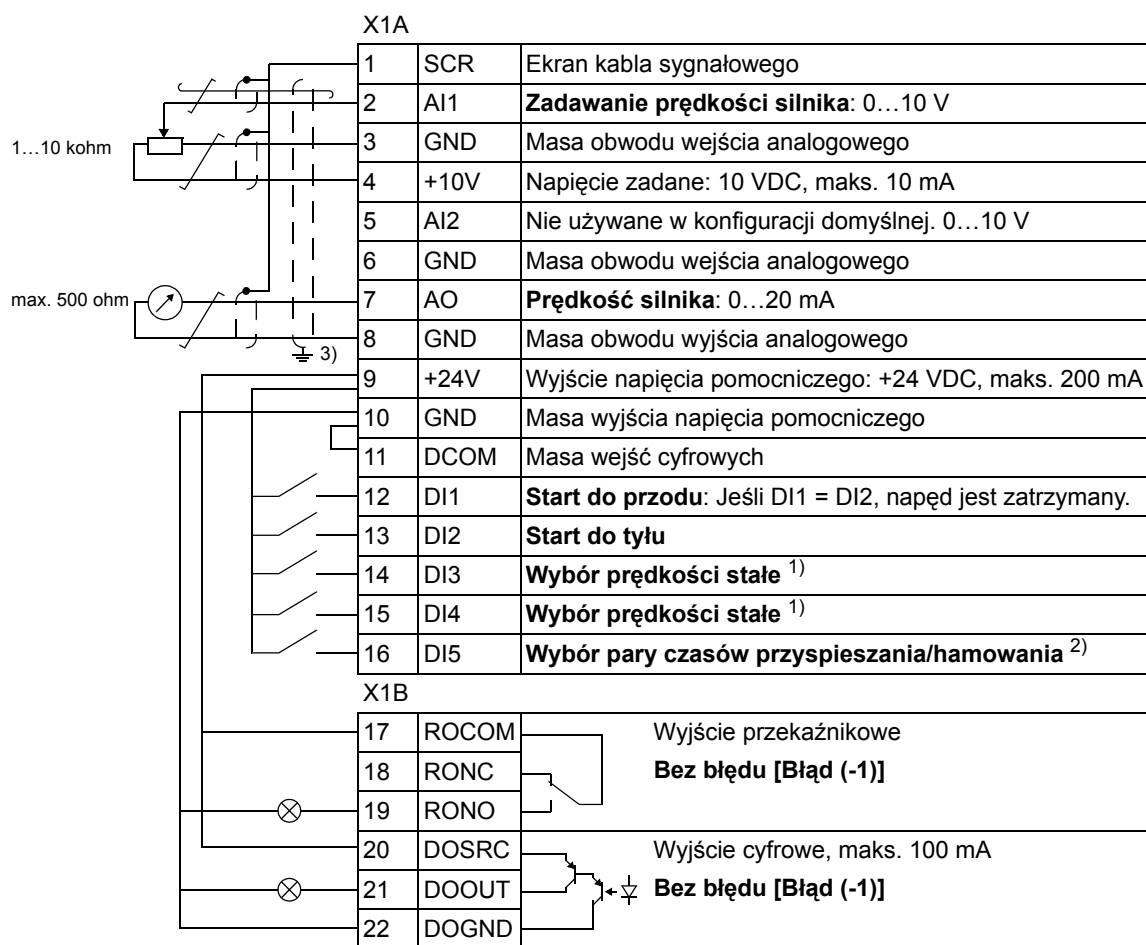 X1A
1 SCR Ekran kabla sygnałowego
2 AI1 Zadawanie prędkości silnika: 0…10 V
1…10 kohm
3 GND Masa obwodu wejścia analogowego
4 +10V Napięcie zadane: 10 VDC, maks. 10 mA
5 AI2 Nie używane w konfiguracji domyślnej. 0…10 V
6 GND Masa obwodu wejścia analogowego
max. 500 ohm
7 AO Prędkość silnika: 0…20 mA
8 GND Masa obwodu wyjścia analogowego
3)
9 +24V Wyjście napięcia pomocniczego: +24 VDC, maks. 200 mA
10 GND Masa wyjścia napięcia pomocniczego
11 DCOM Masa wejść cyfrowych
12 DI1 Start do przodu: Jeśli DI1 = DI2, napęd jest zatrzymany.
13 DI2 Start do tyłu
14 DI3 Wybór prędkości stałe 1)
15 DI4 Wybór prędkości stałe 1)
16 DI5 Wybór pary czasów przyspieszania/hamowania 2)
X1B
17 ROCOM Wyjście przekaźnikowe
18 RONC Bez błędu [Błąd (-1)]
19 RONO
20 DOSRC Wyjście cyfrowe, maks. 100 mA
21 DOOUT Bez błędu [Błąd (-1)]
22 DOGND